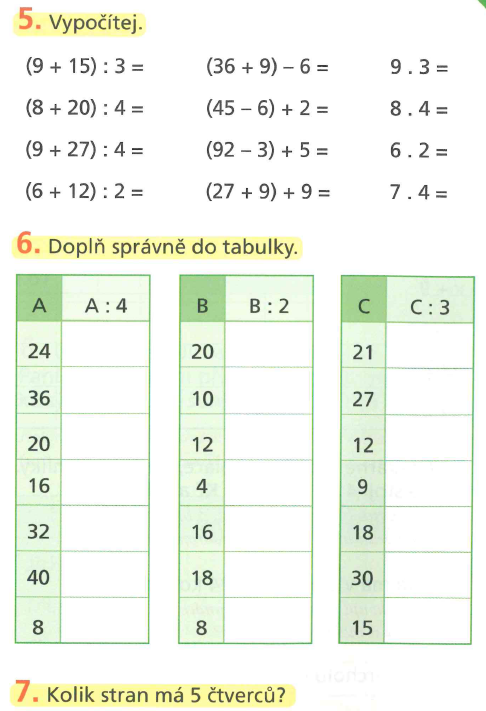 5. Vypočítej.
(9 + 15) : 3 = (36 + 9) – 6 = 9 . 3 =
(8 + 20) : 4 = (45 – 6) + 2 = 8 . 4 =
(9 + 27) : 4 = (92 – 3) + 5 = 6 . 2 =
(6 + 12) : 2 = (27 + 9) + 9 = 7 . 4 =
6. Doplň správně do tabulky.
A A : 4 B B : 2 C C : 3
24 20 21
36 10 27
20 12 12
16 4 9
32 16 18
40 18 30
8 8 15
7. Kolik stran má 5 čtverců?